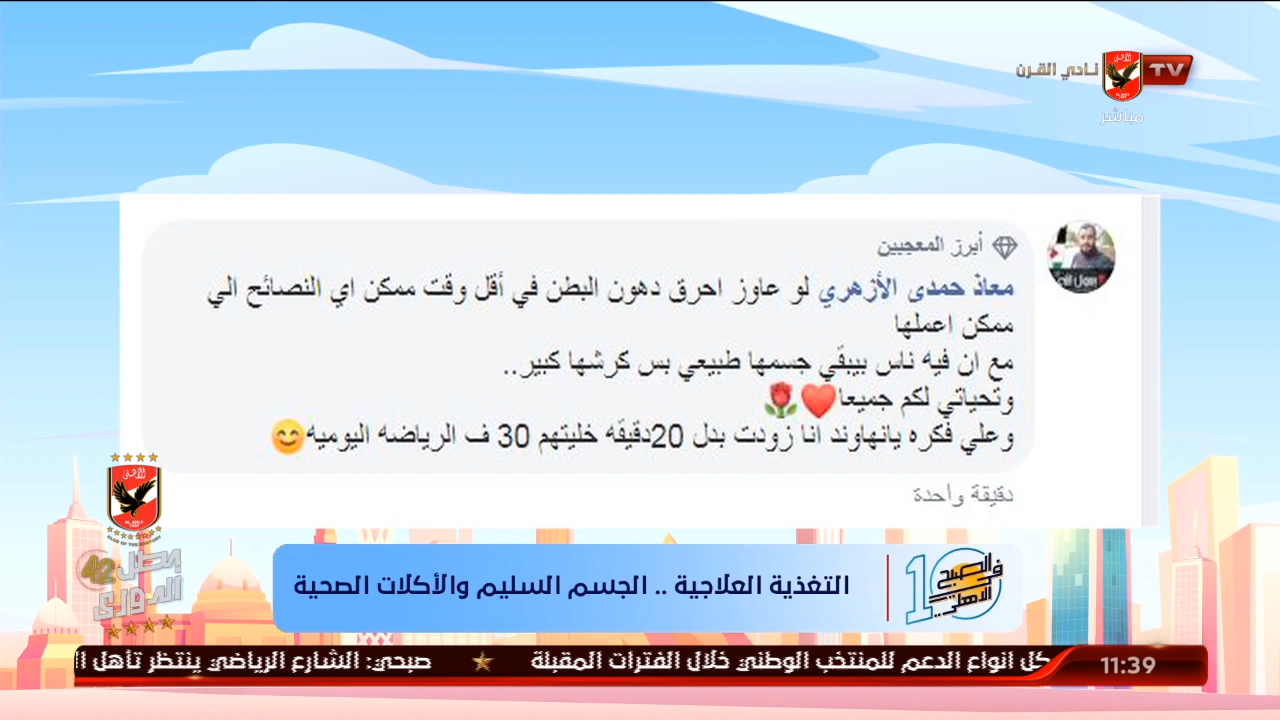 نادي القرن
TV
مباشر
أبرز المعجبين
معاذ حمدى الأزهري لو عاوز احرق دهون البطن في أقل وقت ممكن اي النصائح الي
ممكن اعملها
مع ان فيه ناس بيبقي جسمها طبيعي بس كرشها كبير..
وتحياتي لكم جميعا❤️🌹
وعلي فكره يانهاوند انا زودت بدل 20دقيقه خليتهم 30 ف الرياضه اليوميه😊
دقيقة واحدة
بطل الدوري
42
10
في الصبح
الاهلي..
التغذية العلاجية .. الجسم السليم والأكلات الصحية
11:39
كل انواع الدعم للمنتخب الوطني خلال الفترات المقبلة
صبحي: الشارع الرياضي ينتظر تأهل